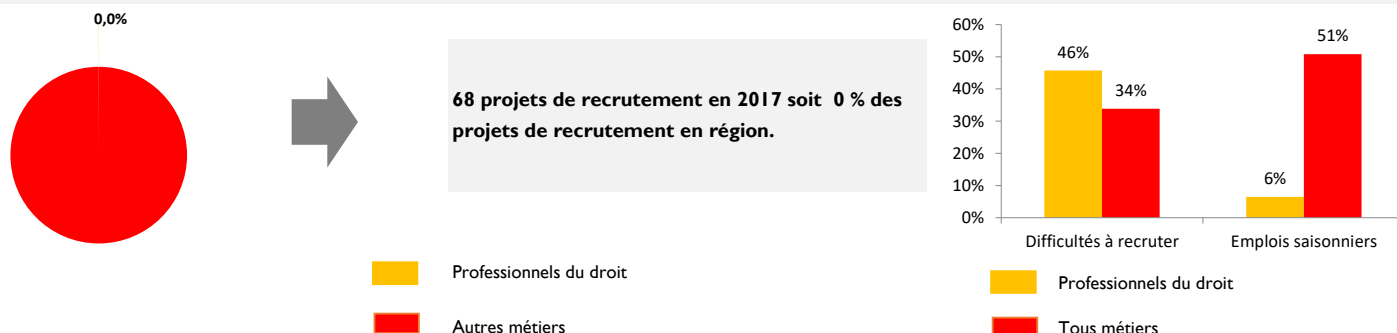 0,0%
68 projets de recrutement en 2017 soit 0 % des
projets de recrutement en région.
Professionnels du droit
Autres métiers
60%
50%
40%
30%
20%
10%
0%
46%
34%
6%
51%
Difficultés à recruter
Emplois saisonniers
Professionnels du droit
Tous métiers